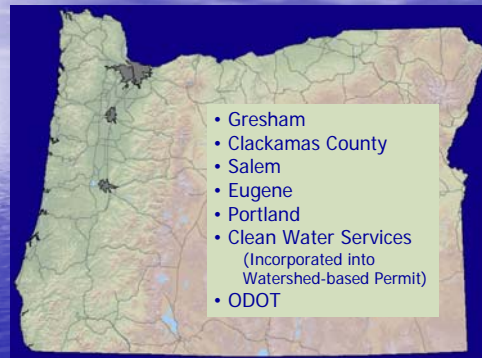 • Gresham
• Clackamas County
• Salem
• Eugene
• Portland
• Clean Water Services
(Incorporated into
Watershed-based Permit)
• ODOT